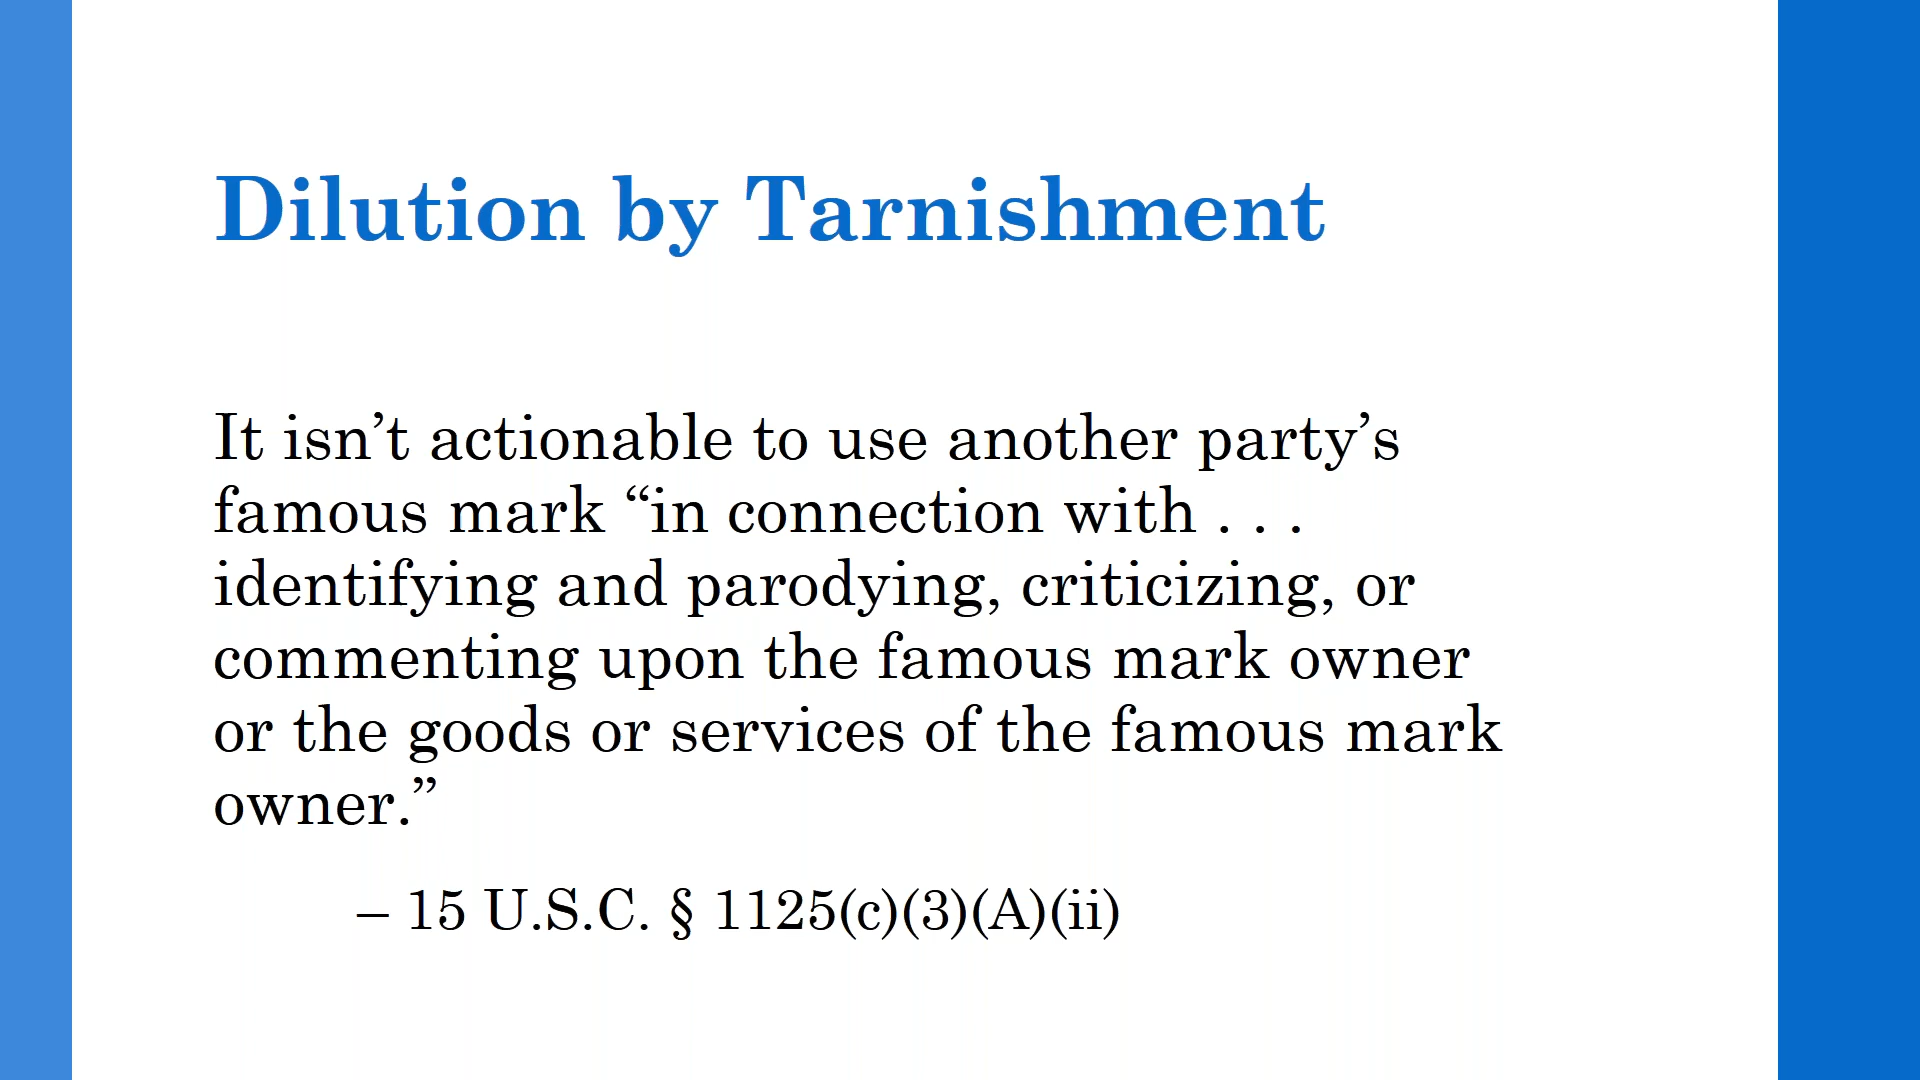 Dilution by Tarnishment
It isn’t actionable to use another party’s
famous mark “in connection with . . .
identifying and parodying, criticizing, or
commenting upon the famous mark owner
or the goods or services of the famous mark
owner.”
– 15 U.S.C. § 1125(c)(3)(A)(ii)